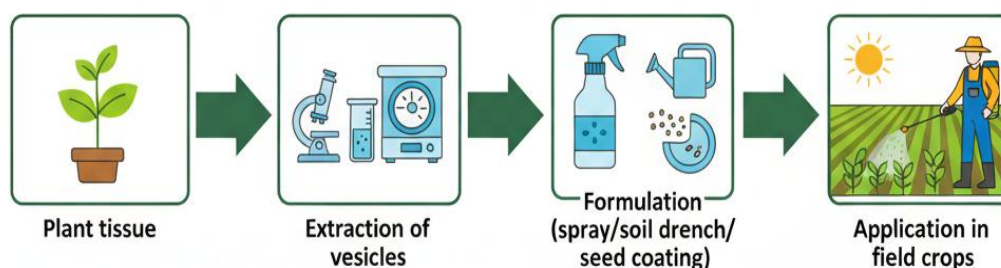 Plant tissue
Extraction of
vesicles
Formulation
(spray/soil drench/
seed coating)
Application in
field crops